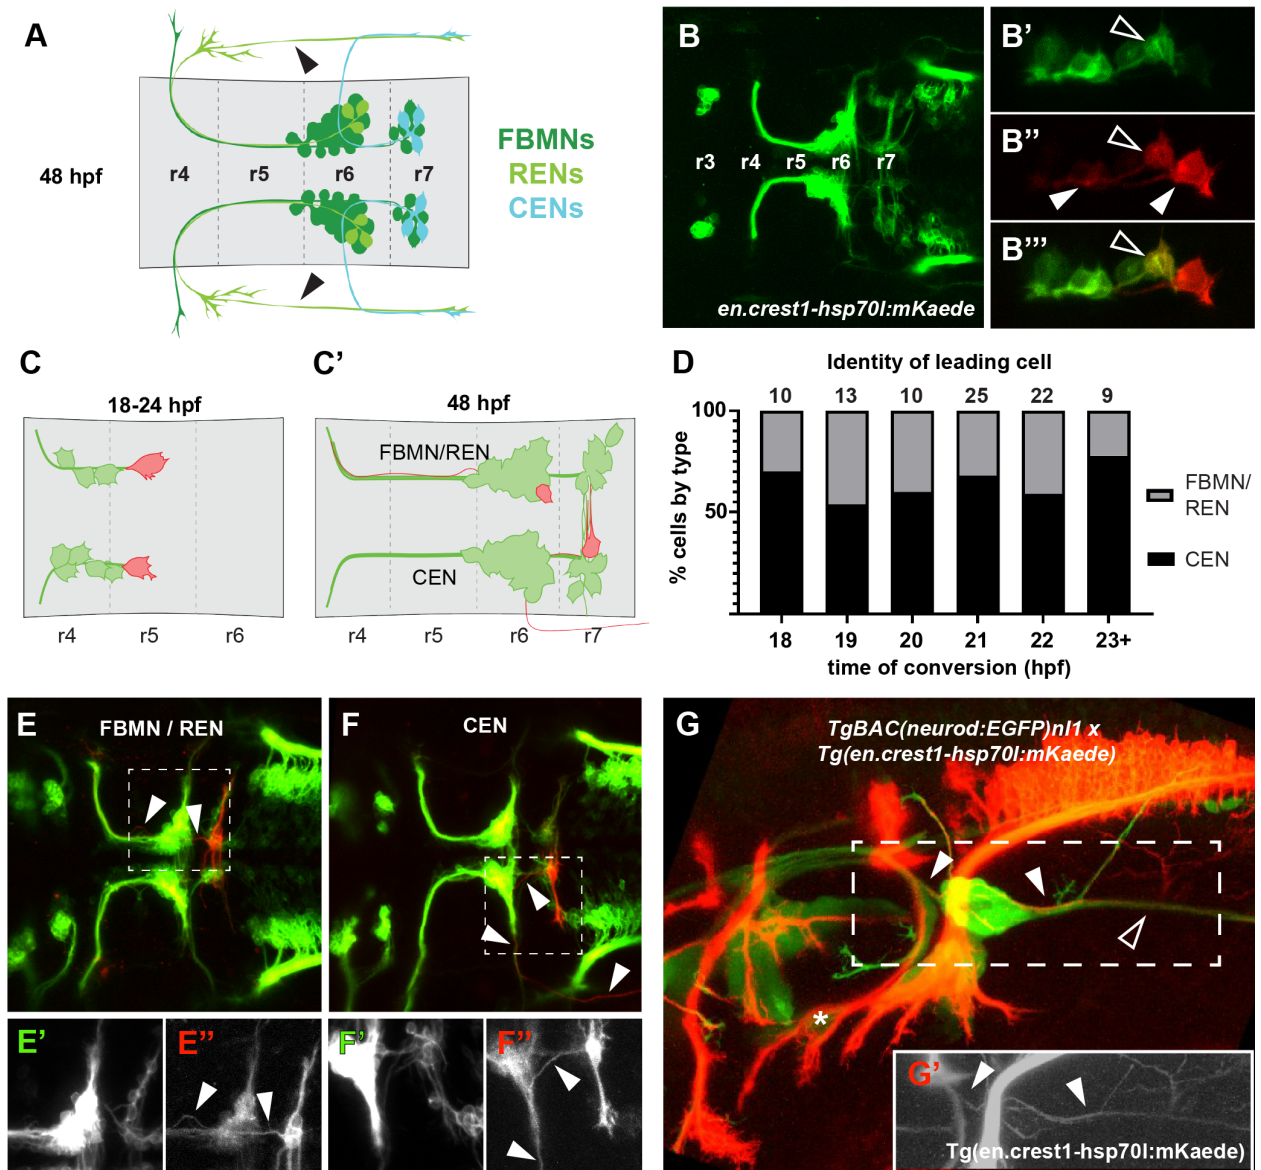 A
48 hpf
r4
r5
r6
r7
FBMNs
RENs
CENs
B
r3
r4
r5
r6
r7
en.crest1-hsp70l:mKaede
B’
B’’
B’’’
C
18-24 hpf
r4
r5
r6
C’
48 hpf
FBMN/REN
CEN
r4
r5
r6
r7
D
Identity of leading cell
10
13
10
25
22
9
100
50
% cells by type
18
19
20
21
22
23+
time of conversion (hpf)
FBMN/
REN
CEN
E
FBMN / REN
F
CEN
G
TgBAC(neurod:EGFP)nl1 x
Tg(en.crest1-hsp70l:mKaede)
*
E’
E’’
F’
F’’
G’
Tg(en.crest1-hsp70l:mKaede)